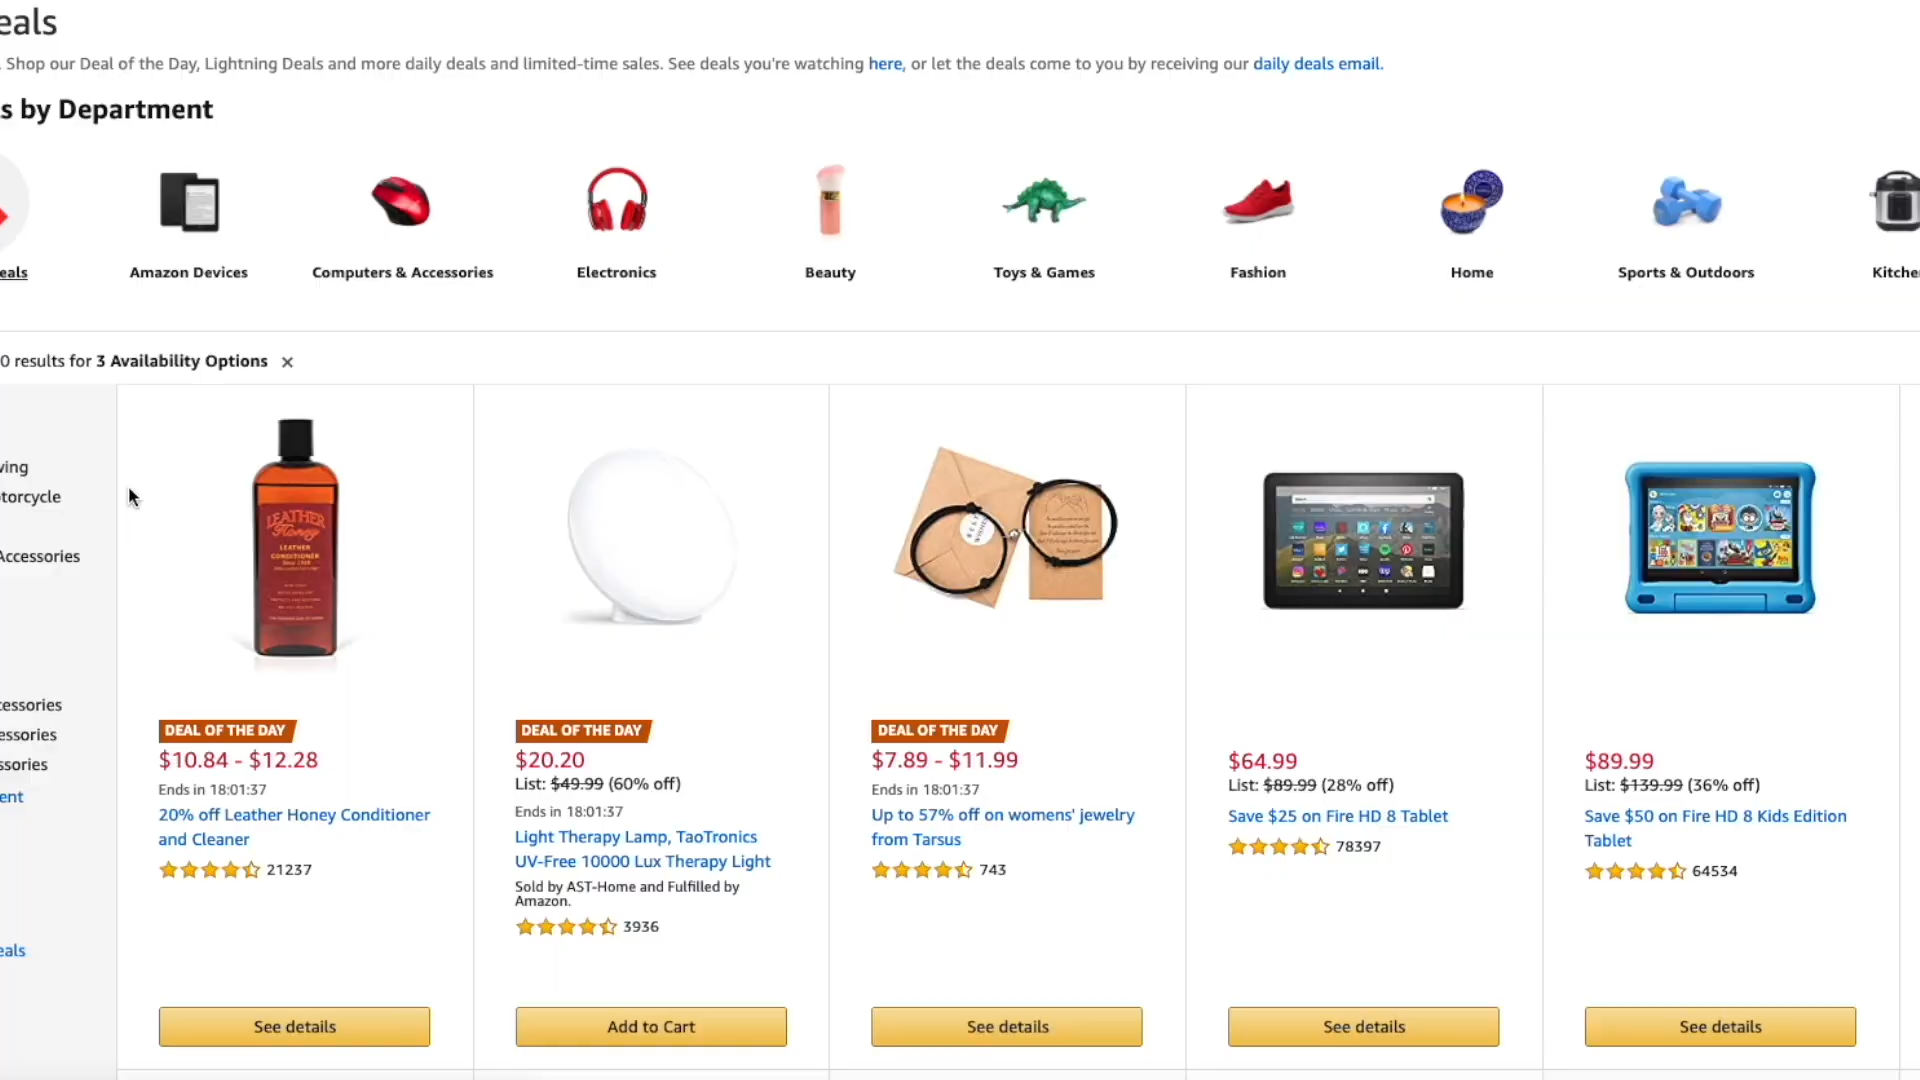 eals
. Shop our Deal of the Day, Lightning Deals and more daily deals and limited-time sales. See deals you're watching here, or let the deals come to you by receiving our daily deals email.
s by Department
eals
Amazon Devices
Computers & Accessories
Electronics
Beauty
Toys & Games
Fashion
Home
Sports & Outdoors
Kitche
0 results for 3 Availability Options
ving
torcycle
Accessories
cessories
essories
ssories
ent
eals
LEATHER
Honey
LEATHER
CONDITIONER
Since 1968
DEAL OF THE DAY
$10.84 - $12.28
Ends in 18:01:37
20% off Leather Honey Conditioner
and Cleaner
21237
See details
DEAL OF THE DAY
$20.20
List: $49.99 (60% off)
Ends in 18:01:37
Light Therapy Lamp, TaoTronics
UV-Free 10000 Lux Therapy Light
Sold by AST-Home and Fulfilled by
Amazon.
3936
Add to Cart
DEAL OF THE DAY
$7.89 - $11.99
Ends in 18:01:37
Up to 57% off on womens' jewelry
from Tarsus
743
See details
$64.99
List: $89.99 (28% off)
Save $25 on Fire HD 8 Tablet
78397
See details
$89.99
List: $139.99 (36% off)
Save $50 on Fire HD 8 Kids Edition
Tablet
64534
See details